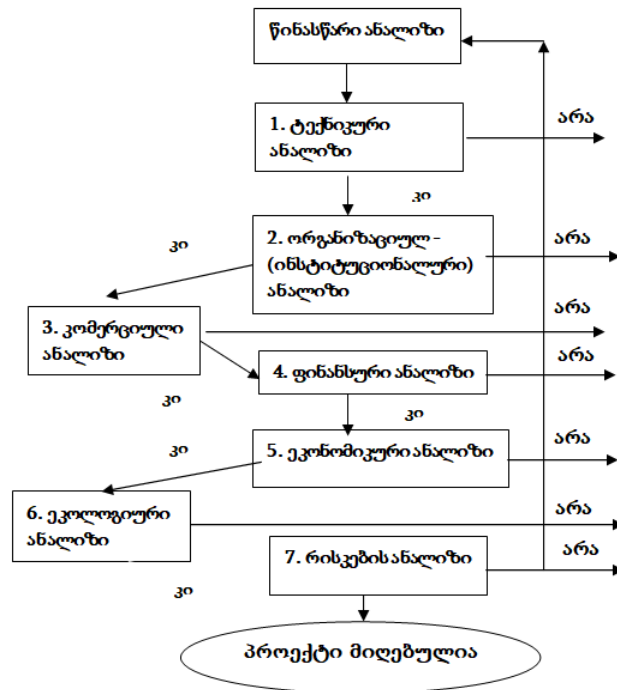 წინასწარი ანალიზი
არა
1. ტექნიკური
ანალიზი
კი
კი
2. ორგანიზაციულ –
(ინსტიტუციონალური)
ანალიზი
არა
3. კომერციული
ანალიზი
არა
4. ფინანსური ანალიზი
არა
კი
კი
კი
5. ეკონომიკური ანალიზი
არა
6. ეკოლოგიური
ანალიზი
არა
7. რისკების ანალიზი
არა
კი
პროექტი მიღებულია